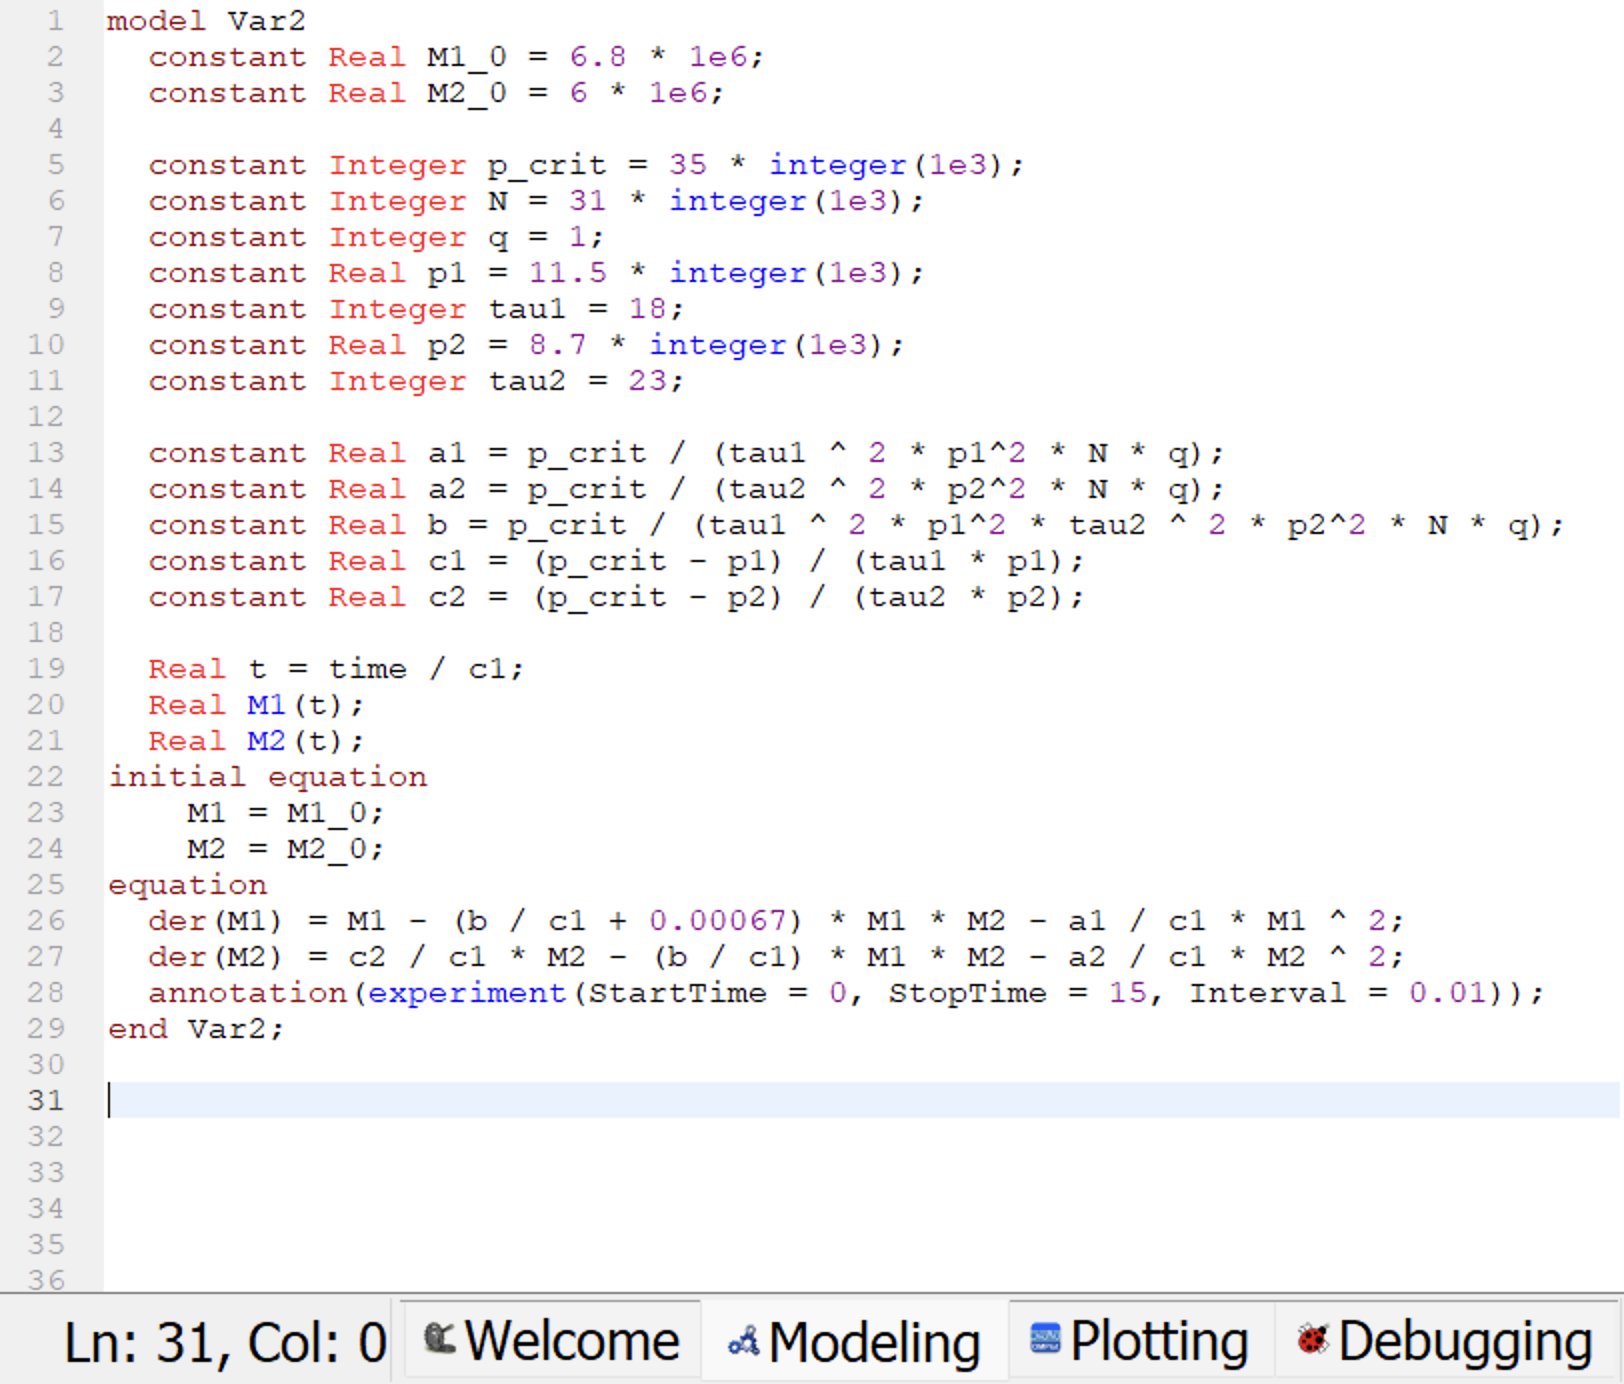 1 model Var2
2 constant Real M1_0 = 6.8 * 1e6;
3 constant Real M2_0 = 6 * 1e6;
4
5 constant Integer p_crit = 35 * integer(1e3);
6 constant Integer N = 31 * integer(1e3);
7 constant Integer q = 1;
8 constant Real p1 = 11.5 * integer(1e3);
9 constant Integer tau1 = 18;
10 constant Real p2 = 8.7 * integer(1e3);
11 constant Integer tau2 = 23;
12
13 constant Real a1 = p_crit / (tau1 ^ 2 * p1^2 * N * q);
14 constant Real a2 = p_crit / (tau2 ^ 2 * p2^2 * N * q);
15 constant Real b = p_crit / (tau1 ^ 2 * p1^2 * tau2 ^ 2 * p2^2 * N * q);
16 constant Real c1 = (p_crit - p1) / (tau1 * p1);
17 constant Real c2 = (p_crit - p2) / (tau2 * p2);
18
19 Real t = time / c1;
20 Real M1(t);
21 Real M2(t);
22 initial equation
23 M1 = M1_0;
24 M2 = M2_0;
25 equation
26 der(M1) = M1 - (b / c1 + 0.00067) * M1 * M2 - a1 / c1 * M1 ^ 2;
27 der(M2) = c2 / c1 * M2 - (b / c1) * M1 * M2 - a2 / c1 * M2 ^ 2;
28 annotation(experiment(StartTime = 0, StopTime = 15, Interval = 0.01));
29 end Var2;
30
31
32
33
34
35
36
Ln: 31, Col: 0 Welcome Modeling Plotting Debugging